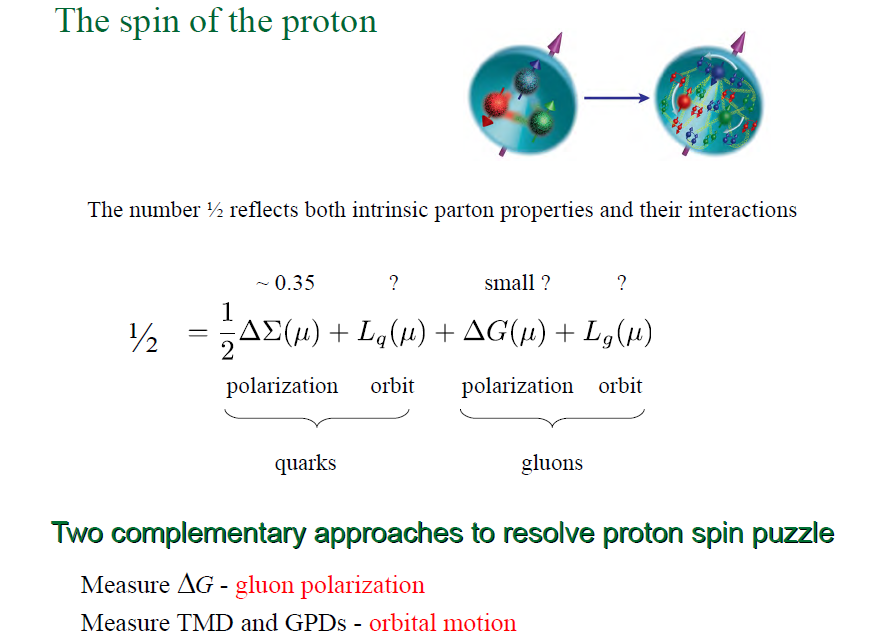 The spin of the proton
The number ½ reflects both intrinsic parton properties and their interactions
~ 0.35 ? small ? ?
½ = 1/2 ΔΣ(μ) + L_q(μ) + ΔG(μ) + L_g(μ)
polarization orbit polarization orbit
quarks gluons
Two complementary approaches to resolve proton spin puzzle
Measure ΔG - gluon polarization
Measure TMD and GPDs - orbital motion